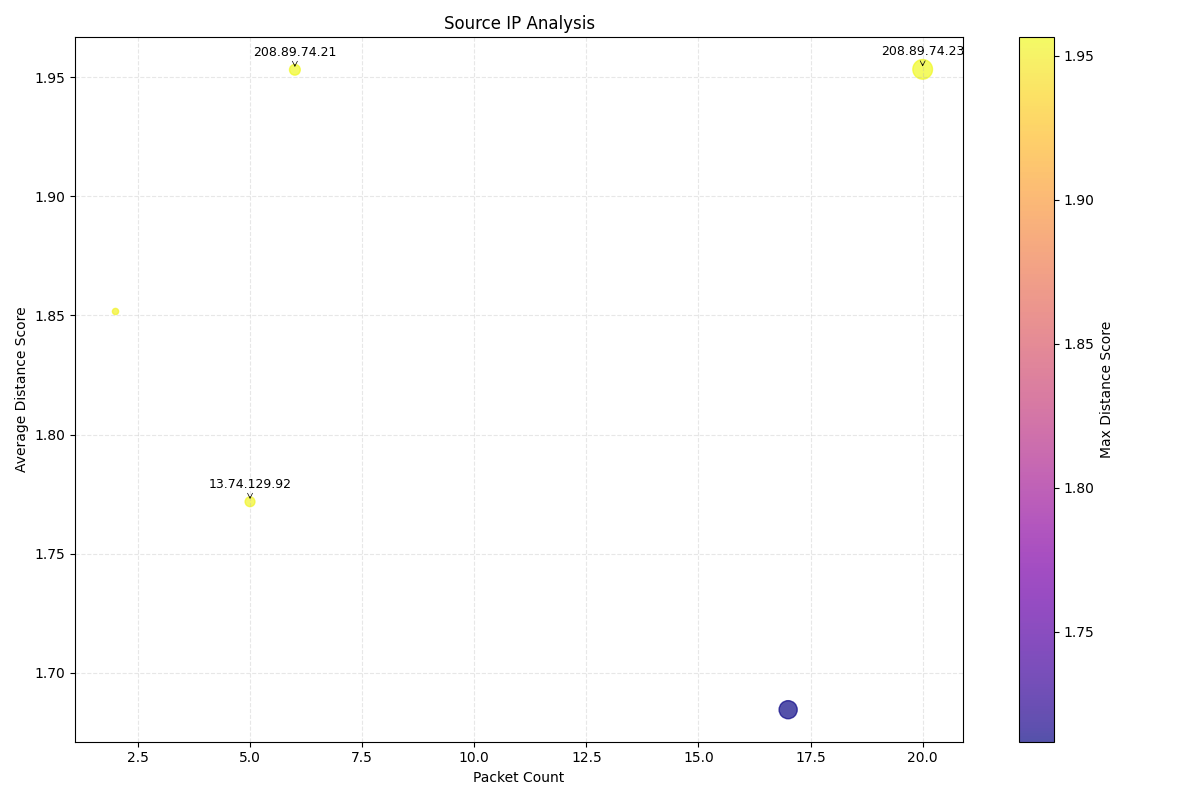 Source IP Analysis
208.89.74.21
208.89.74.23
13.74.129.92
Average Distance Score
1.95
1.90
1.85
1.80
1.75
1.70
2.5 5.0 7.5 10.0 12.5 15.0 17.5 20.0
Packet Count
1.95
1.90
1.85
1.80
1.75
Max Distance Score